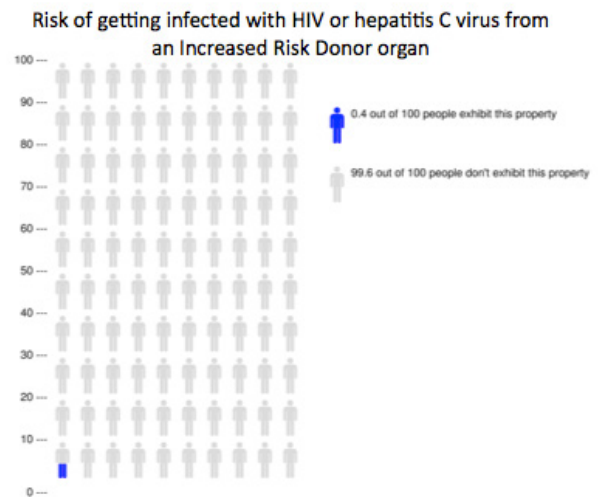 Risk of getting infected with HIV or hepatitis C virus from
an Increased Risk Donor organ
100 ---
90 ---
80 ---
70 ---
60 ---
50 ---
40 ---
30 ---
20 ---
10 ---
0 ---
0.4 out of 100 people exhibit this property
99.6 out of 100 people don't exhibit this property